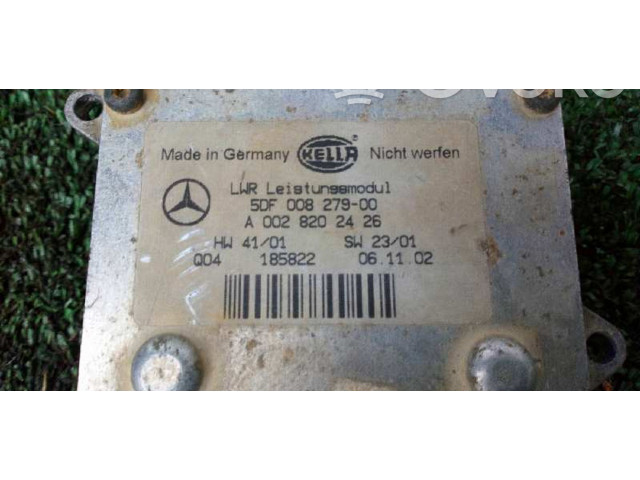 Made in Germany HELLA ® Nicht werfen
LWR Leistungsmodul
5DF 008 279-00
A 002 820 24 26
HW 41/01 SW 23/01
Q04 185822 06.11.02